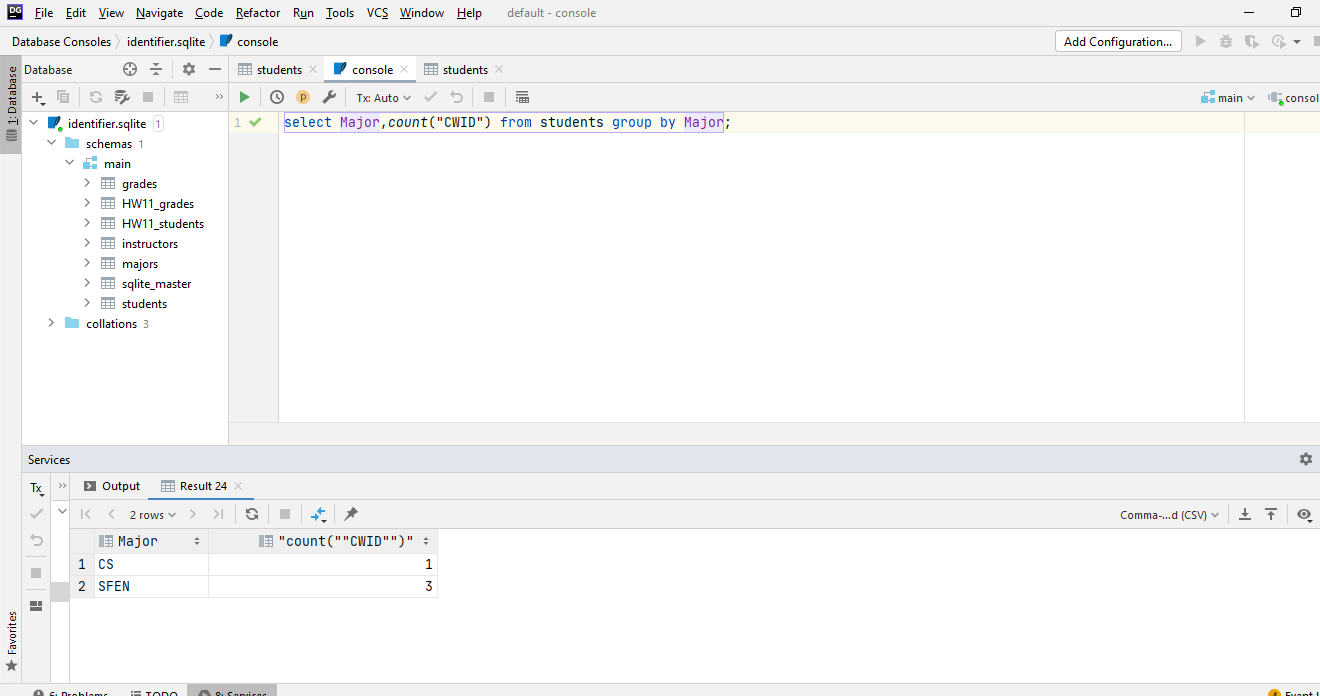 DG File Edit View Navigate Code Refactor Run Tools VCS Window Help default - console
Database Consoles identifier.sqlite console Add Configuration...
1: Database
Database
students console students
Tx: Auto main
identifier.sqlite 1
schemas 1
main
grades
HW11_grades
HW11_students
instructors
majors
sqlite_master
students
collations 3
1 select Major,count("CWID") from students group by Major;
Services
Tx Output Result 24
2 rows Comma-...d (CSV)
Major "count(""CWID"")"
1 CS 1
2 SFEN 3
Favorites
6: Problems TODO 8: Services 4 Event